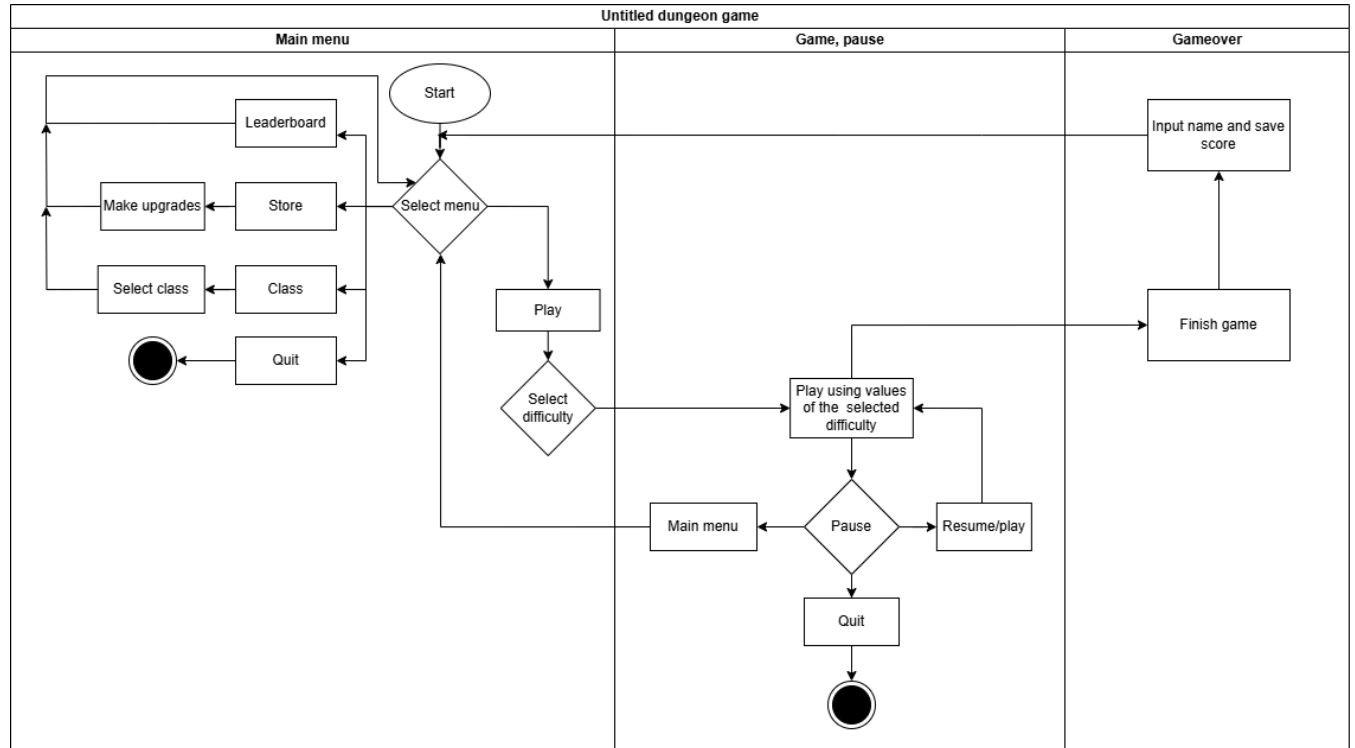 Untitled dungeon game
Main menu
Game, pause
Gameover
Start
Leaderboard
Input name and save
score
Make upgrades
Store
Select menu
Select class
Class
Play
Finish game
Quit
Select
difficulty
Play using values
of the selected
difficulty
Main menu
Pause
Resume/play
Quit